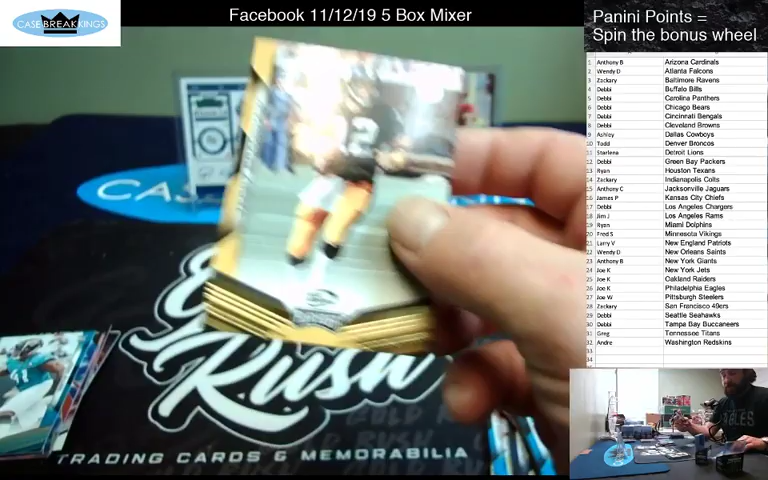 Facebook 11/12/19 5 Box Mixer
CASE BREAK KINGS
Panini Points =
Spin the bonus wheel
1 Anthony B Arizona Cardinals
2 Wendy D Atlanta Falcons
3 Zackary Baltimore Ravens
4 Debbi Buffalo Bills
5 Debbi Carolina Panthers
6 Debbi Chicago Bears
7 Debbi Cincinnati Bengals
8 Debbi Cleveland Browns
9 Ashley Dallas Cowboys
10 Todd Denver Broncos
11 Starlena Detroit Lions
12 Debbi Green Bay Packers
13 Ryan Houston Texans
14 Zackary Indianapolis Colts
15 Anthony C Jacksonville Jaguars
16 James P Kansas City Chiefs
17 Debbi Los Angeles Chargers
18 Jim J Los Angeles Rams
19 Ryan Miami Dolphins
20 Fred S Minnesota Vikings
21 Larry V New England Patriots
22 Wendy D New Orleans Saints
23 Anthony B New York Giants
24 Joe K New York Jets
25 Joe K Oakland Raiders
26 Joe K Philadelphia Eagles
27 Joe W Pittsburgh Steelers
28 Zackary San Francisco 49ers
29 Debbi Seattle Seahawks
30 Debbi Tampa Bay Buccaneers
31 Greg Tennessee Titans
32 Andre Washington Redskins
33
34
CAS
Rush
TRADING CARDS & MEMORABILIA